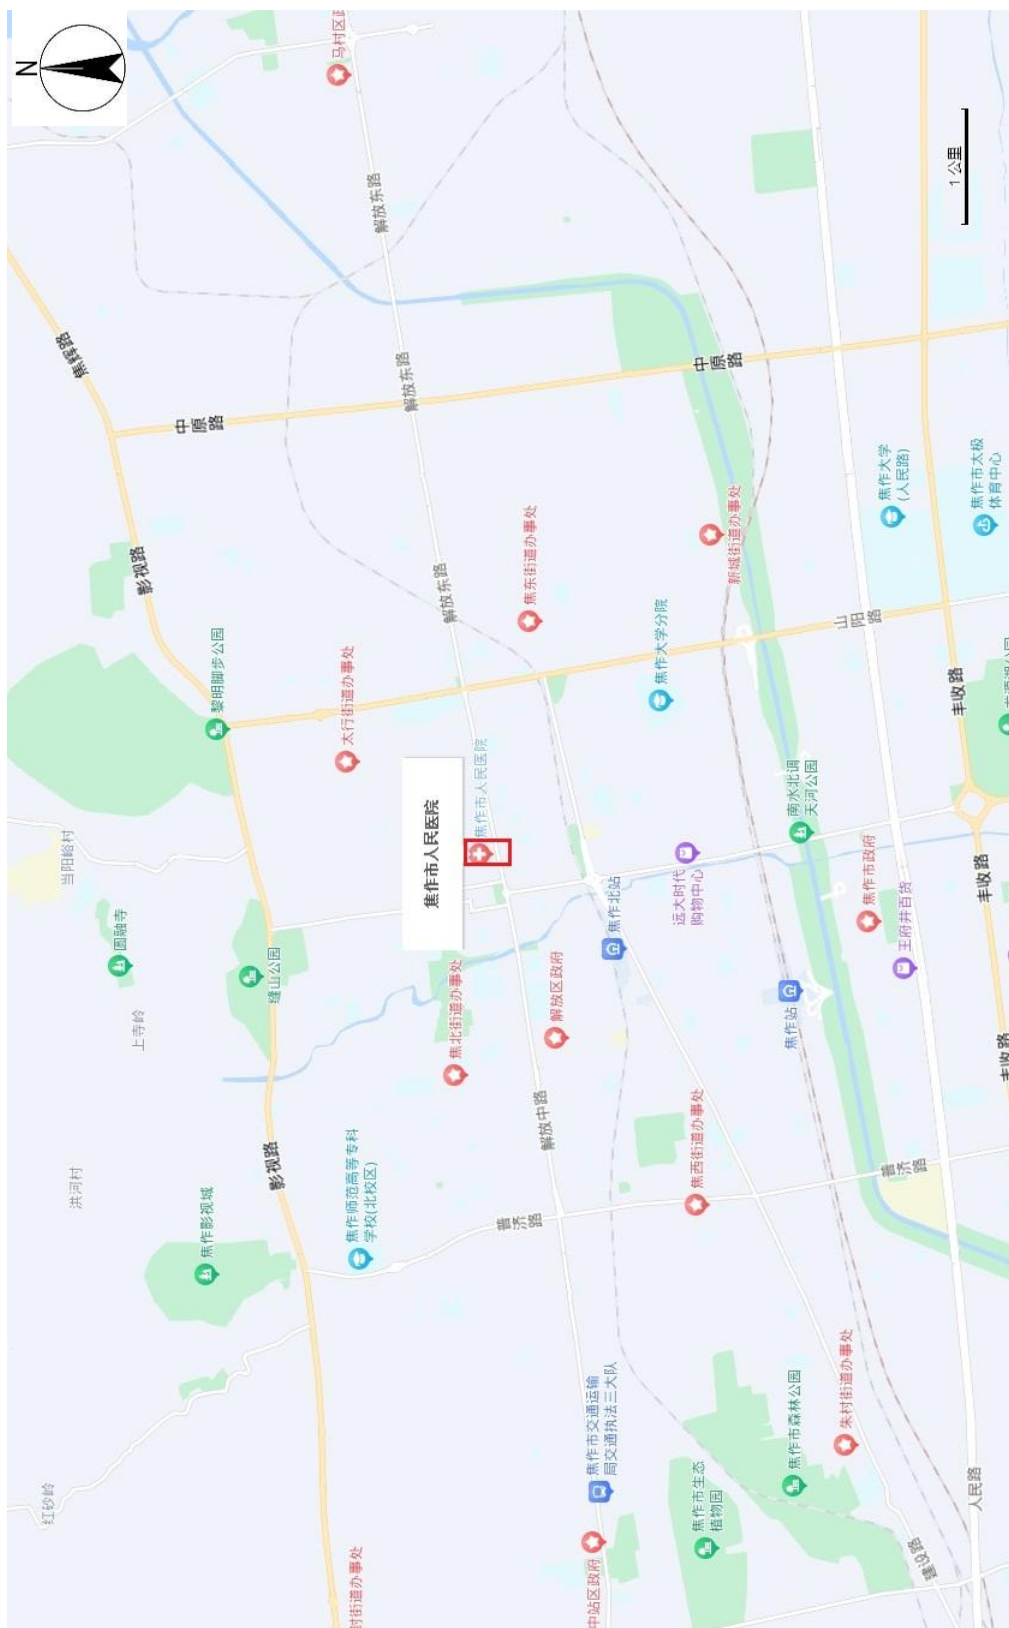 N
红砂岭
洪河村
当阳峪村
圆融寺
上寺岭
焦辉路
影视路
焦作影视城
黎明脚步公园
中原路
影视路
缝山公园
街道办事处
焦作师范高等专科
学校(北校区)
太行街道办事处
马村区
解放东路
解放东路
解放东路
焦作市人民医院
焦北街道办事处
焦作市人民医院
普济路
解放中路
解放区政府
焦东街道办事处
中站区政府
焦作市交通运输
局交通执法三大队
焦作北站
焦作大学分院
焦西街道办事处
远大时代
购物中心
新城街道办事处
中原路
焦作市生态
植物园
焦作市森林公园
焦作站
南水北调
天河公园
朱村街道办事处
山阳路
焦作市政府
普济路
王府井百货
焦作大学
(人民路)
建设路
人民路
丰收路
丰收路
丰收路
焦作市太极
体育中心
1 公里